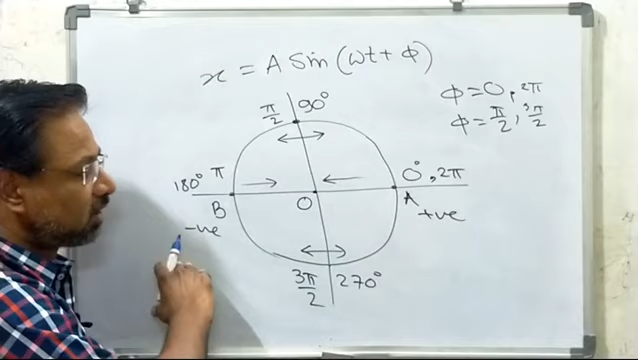 x = A Sin (ωt + Φ)
Φ = 0, 2π
Φ = π/2, 3π/2
π/2 90°
180° π
0°, 2π
B
O
A
-ve
+ve
3π/2 270°